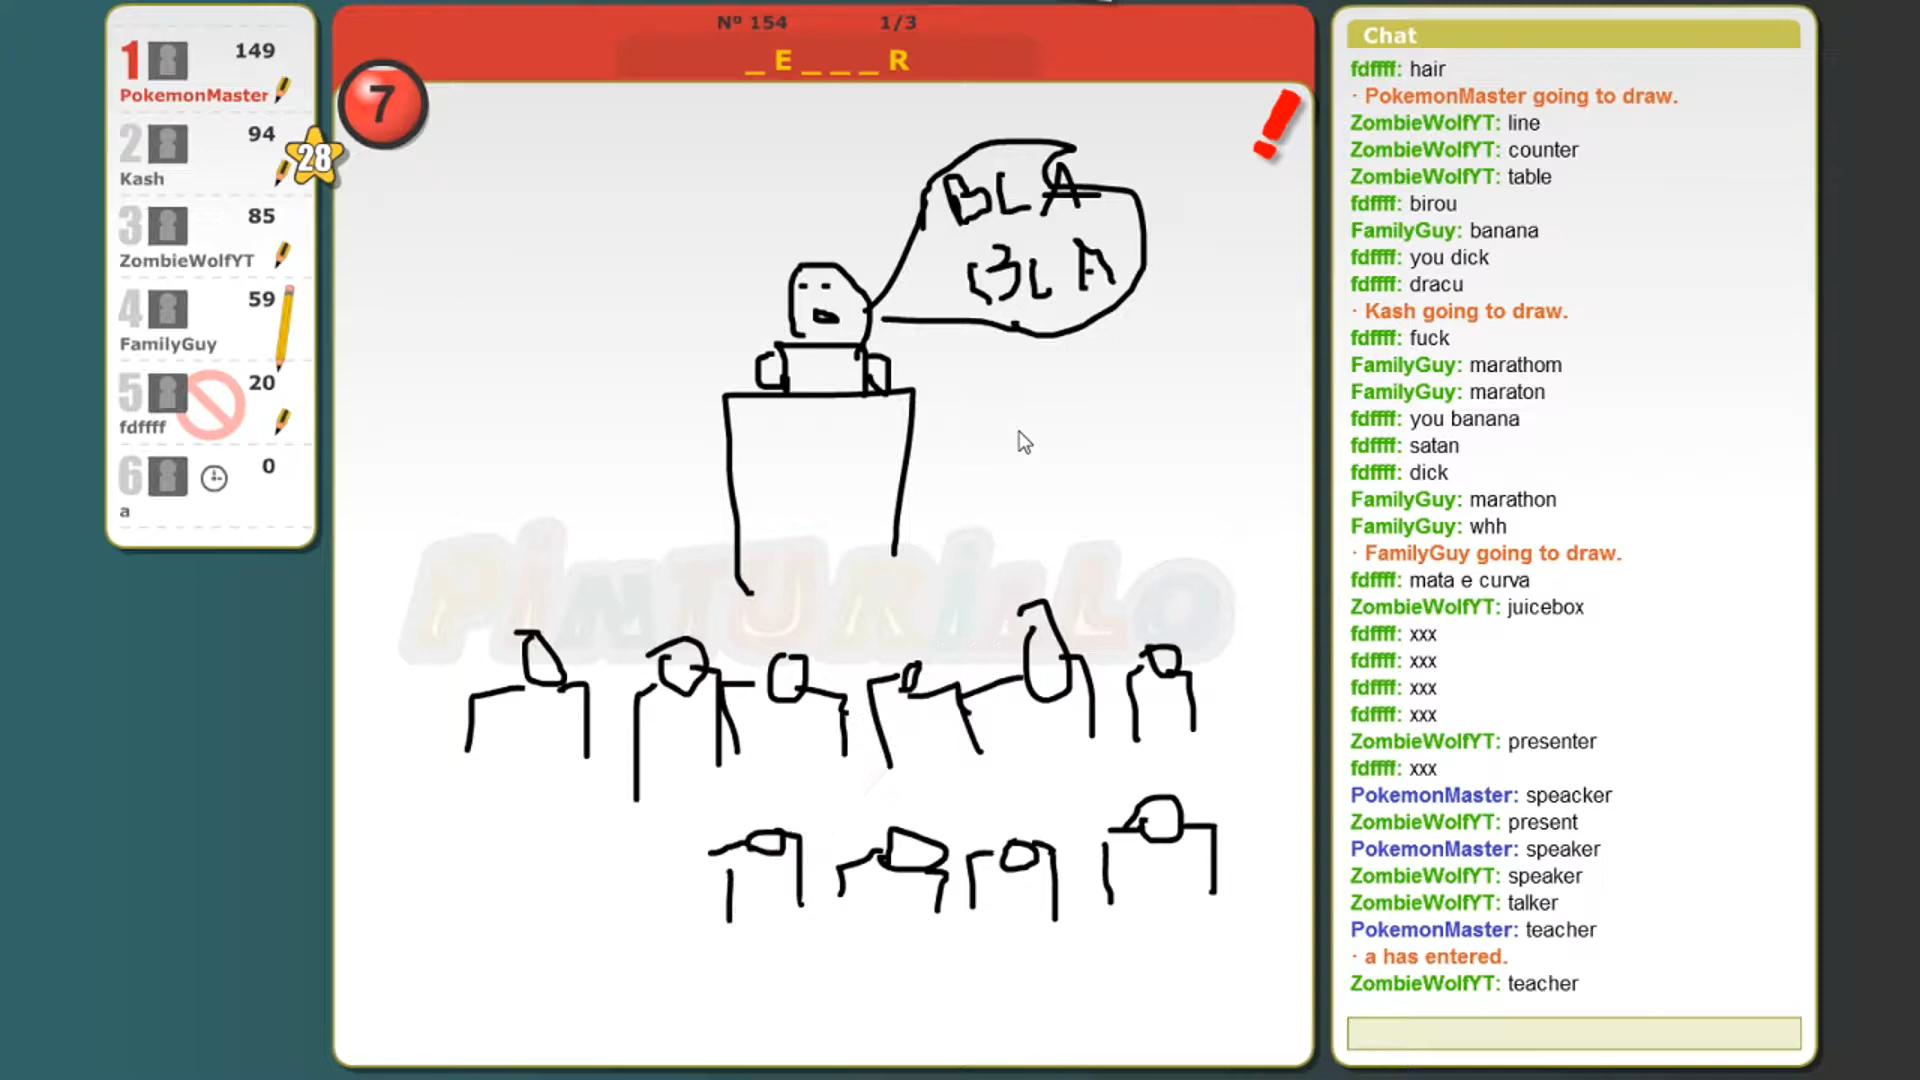 1 149
PokemonMaster
2 94
28
Kash
3 85
ZombieWolfYT
4 59
FamilyGuy
5 20
fdffff
6 0
a
Nº 154 1/3
_ E _ _ _ R
7
BLA
BLA
PINTURILLO
Chat
fdffff: hair
· PokemonMaster going to draw.
ZombieWolfYT: line
ZombieWolfYT: counter
ZombieWolfYT: table
fdffff: birou
FamilyGuy: banana
fdffff: you dick
fdffff: dracu
· Kash going to draw.
fdffff: fuck
FamilyGuy: marathom
FamilyGuy: maraton
fdffff: you banana
fdffff: satan
fdffff: dick
FamilyGuy: marathon
FamilyGuy: whh
· FamilyGuy going to draw.
fdffff: mata e curva
ZombieWolfYT: juicebox
fdffff: xxx
fdffff: xxx
fdffff: xxx
fdffff: xxx
ZombieWolfYT: presenter
fdffff: xxx
PokemonMaster: speacker
ZombieWolfYT: present
PokemonMaster: speaker
ZombieWolfYT: speaker
ZombieWolfYT: talker
PokemonMaster: teacher
· a has entered.
ZombieWolfYT: teacher